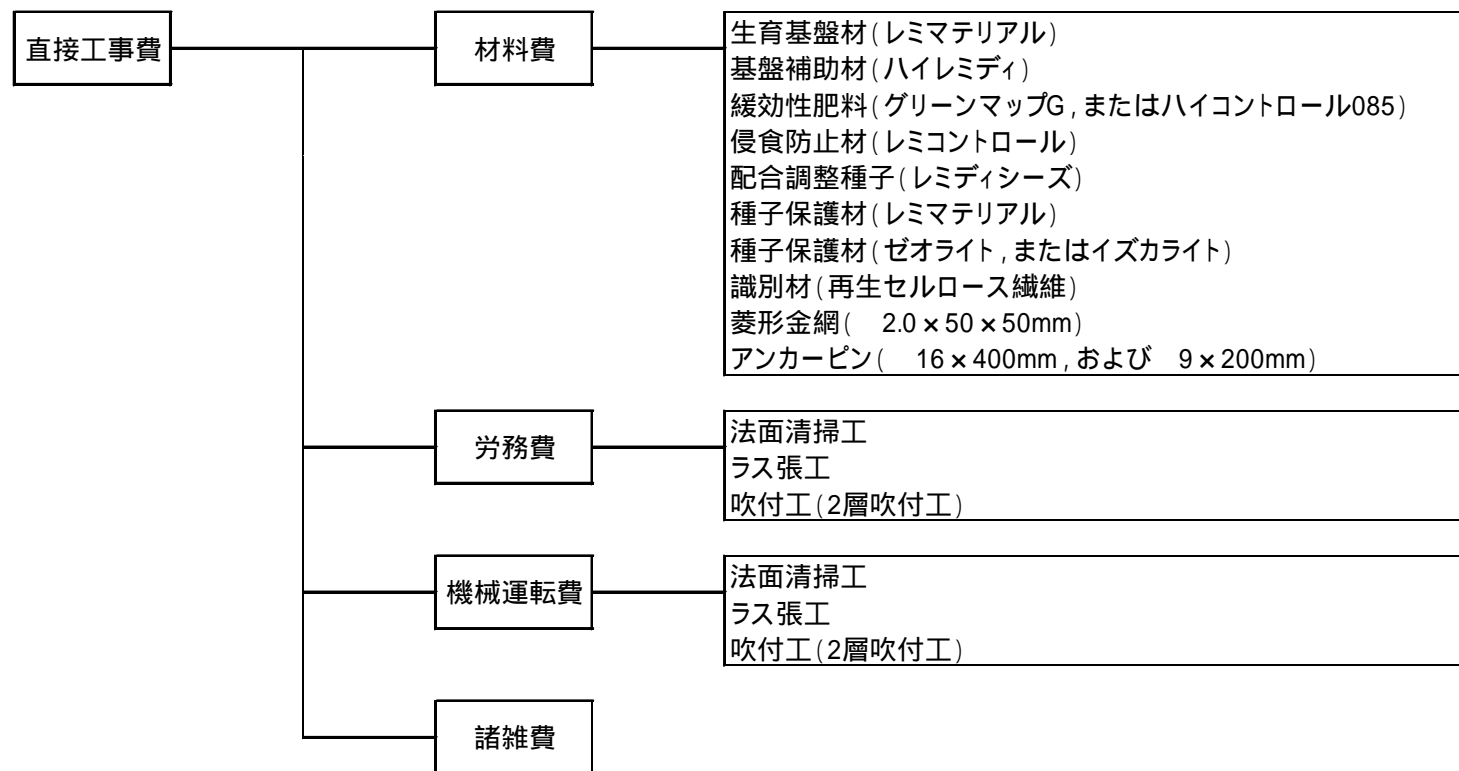 直接工事費
材料費
生育基盤材(レミマテリアル)
基盤補助材(ハイレミディ)
緩効性肥料(グリーンマップG,またはハイコントロール085)
侵食防止材(レミコントロール)
配合調整種子(レミディシーズ)
種子保護材(レミマテリアル)
種子保護材(ゼオライト,またはイズカライト)
識別材(再生セルロース繊維)
菱形金網(　2.0×50×50mm)
アンカーピン(　16×400mm,および　9×200mm)
労務費
法面清掃工
ラス張工
吹付工(2層吹付工)
機械運転費
法面清掃工
ラス張工
吹付工(2層吹付工)
諸雑費